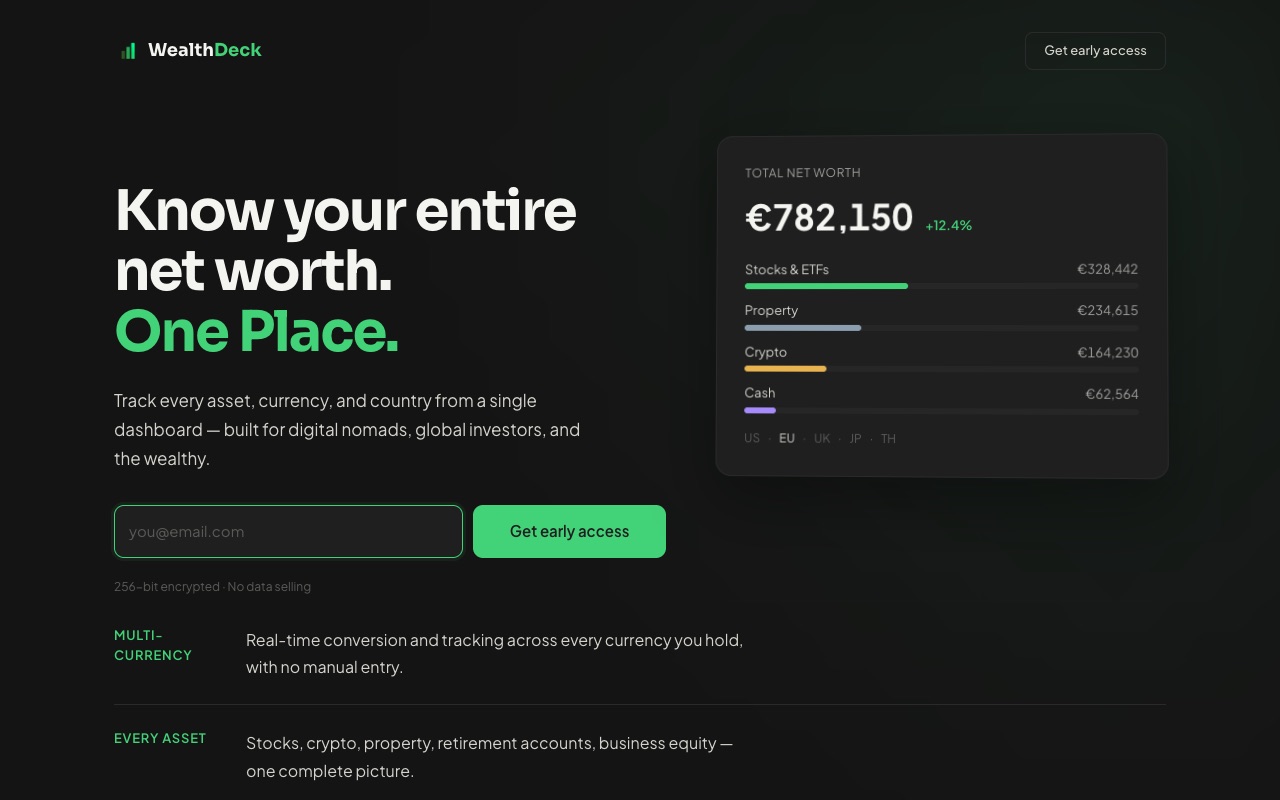 WealthDeck
Get early access
Know your entire
net worth.
One Place.
Track every asset, currency, and country from a single
dashboard — built for digital nomads, global investors, and
the wealthy.
you@email.com
Get early access
256-bit encrypted · No data selling
TOTAL NET WORTH
€782,150 +12.4%
Stocks & ETFs €328,442
Property €234,615
Crypto €164,230
Cash €62,564
US · EU · UK · JP · TH
MULTI-
CURRENCY
Real-time conversion and tracking across every currency you hold,
with no manual entry.
EVERY ASSET
Stocks, crypto, property, retirement accounts, business equity —
one complete picture.